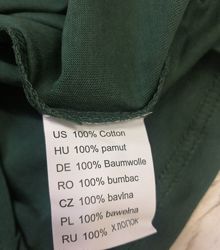 US 100% Cotton
HU 100% pamut
DE 100% Baumwolle
RO 100% bumbac
CZ 100% bavlna
PL 100% bawełna
RU 100% хлопок